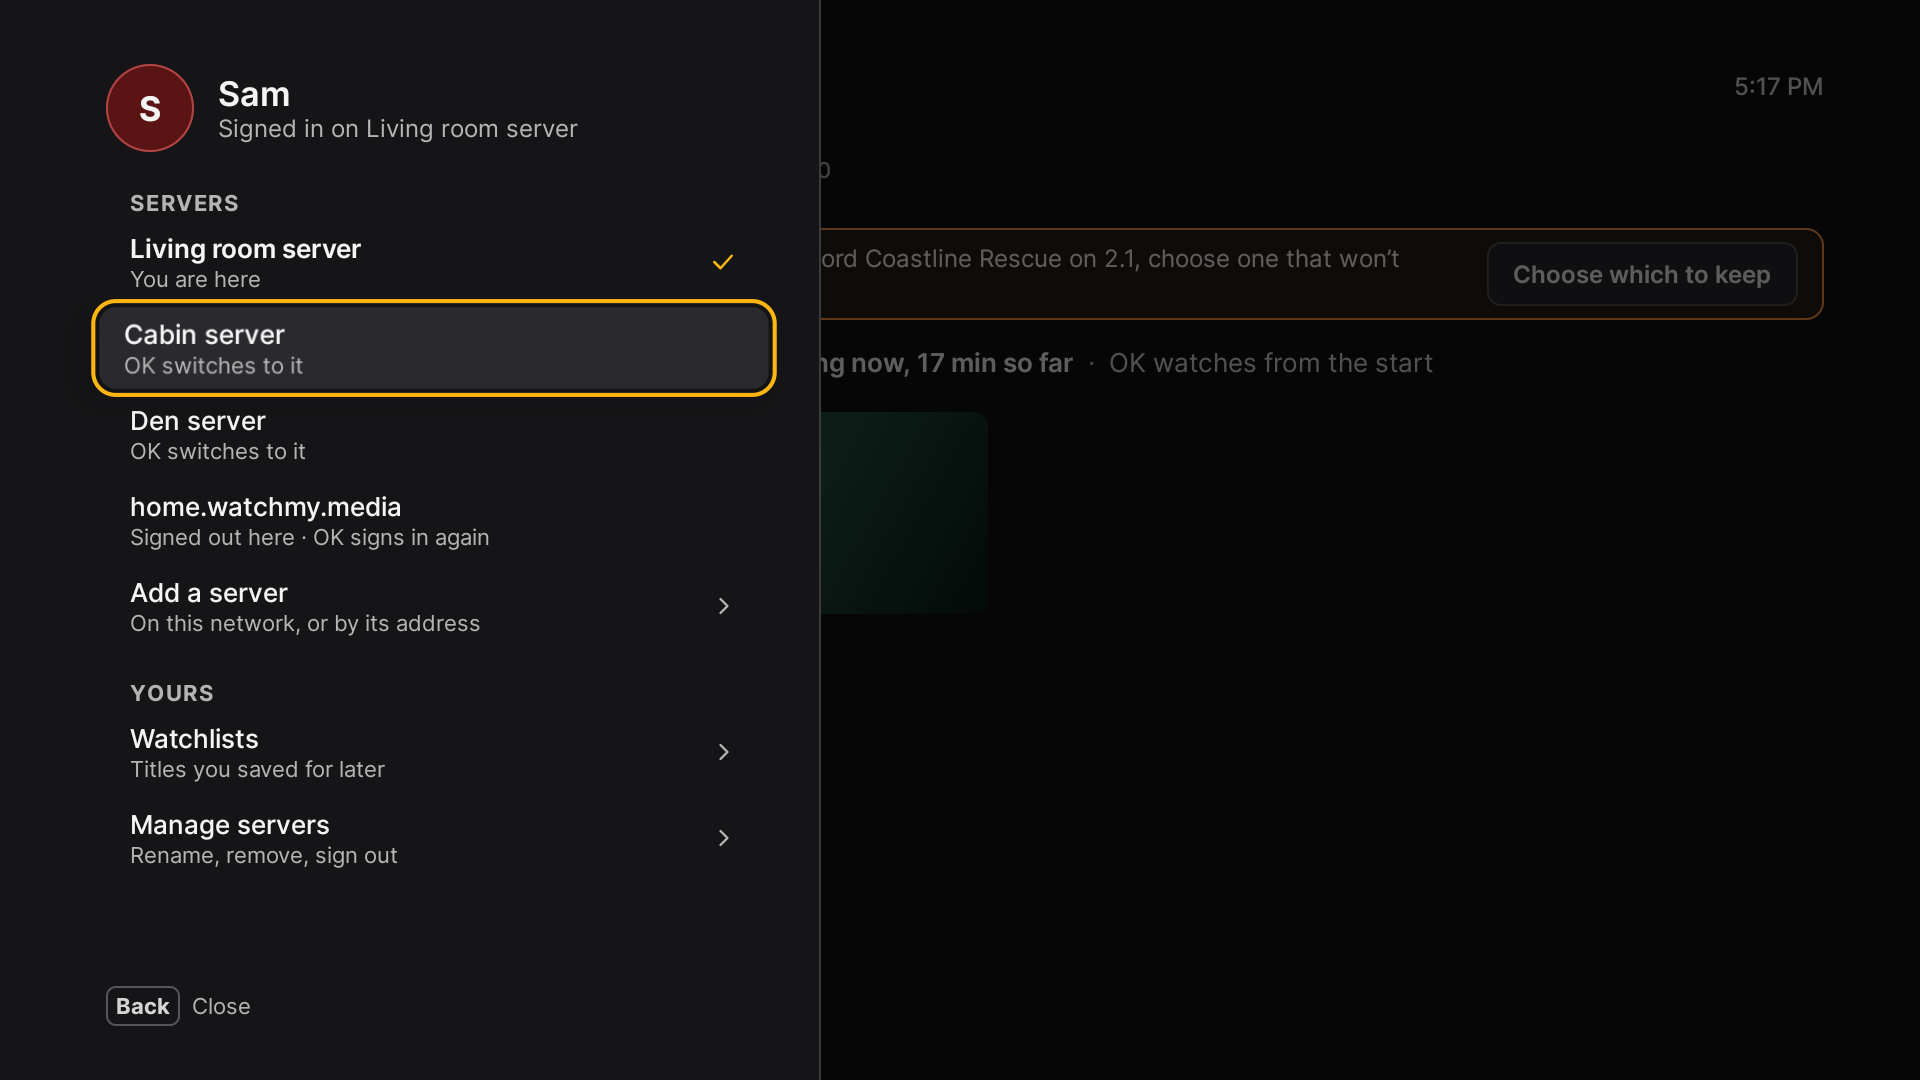 S
Sam
Signed in on Living room server
5:17 PM
SERVERS
Living room server
You are here
Cabin server
OK switches to it
Den server
OK switches to it
home.watchmy.media
Signed out here · OK signs in again
Add a server
On this network, or by its address
YOURS
Watchlists
Titles you saved for later
Manage servers
Rename, remove, sign out
Back Close
Coastline Rescue on 2.1, choose one that won’t
Choose which to keep
now, 17 min so far · OK watches from the start